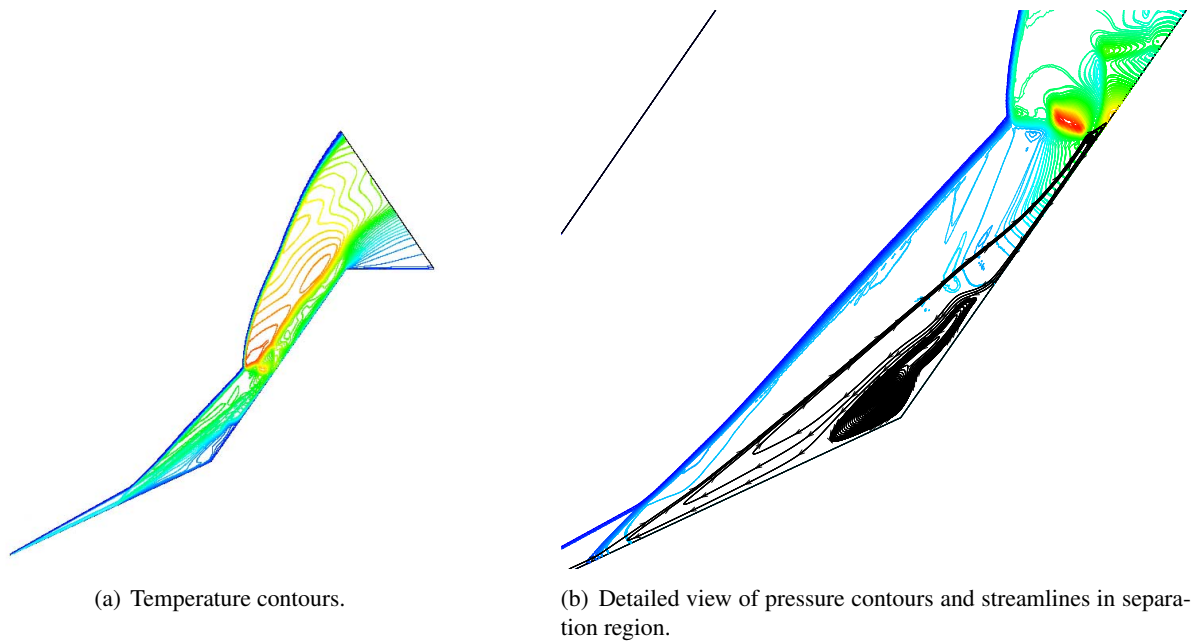 (a) Temperature contours.
(b) Detailed view of pressure contours and streamlines in separa-
tion region.